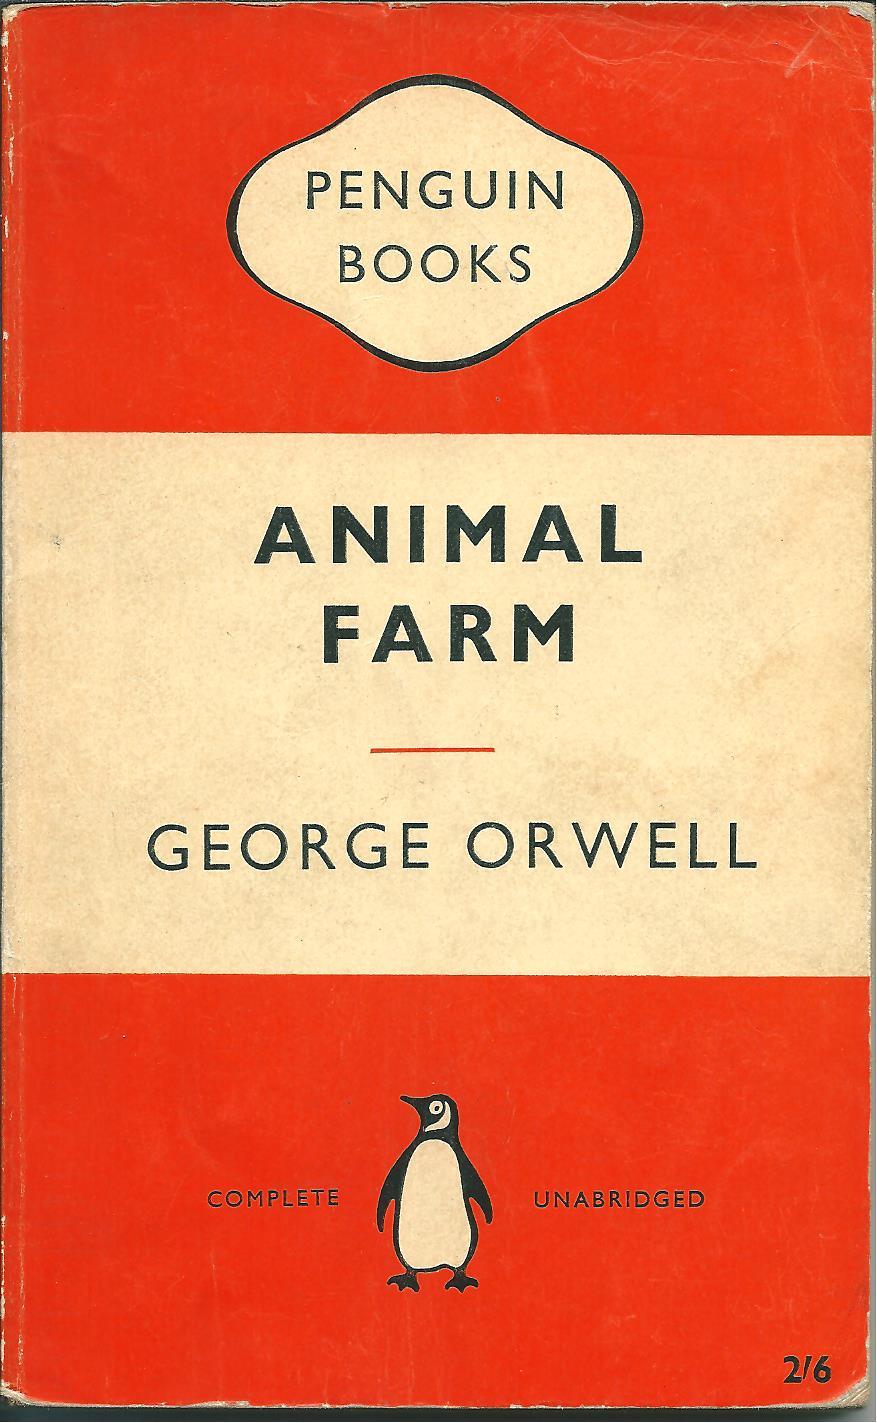 PENGUIN
BOOKS
ANIMAL
FARM
GEORGE ORWELL
COMPLETE UNABRIDGED
2/6